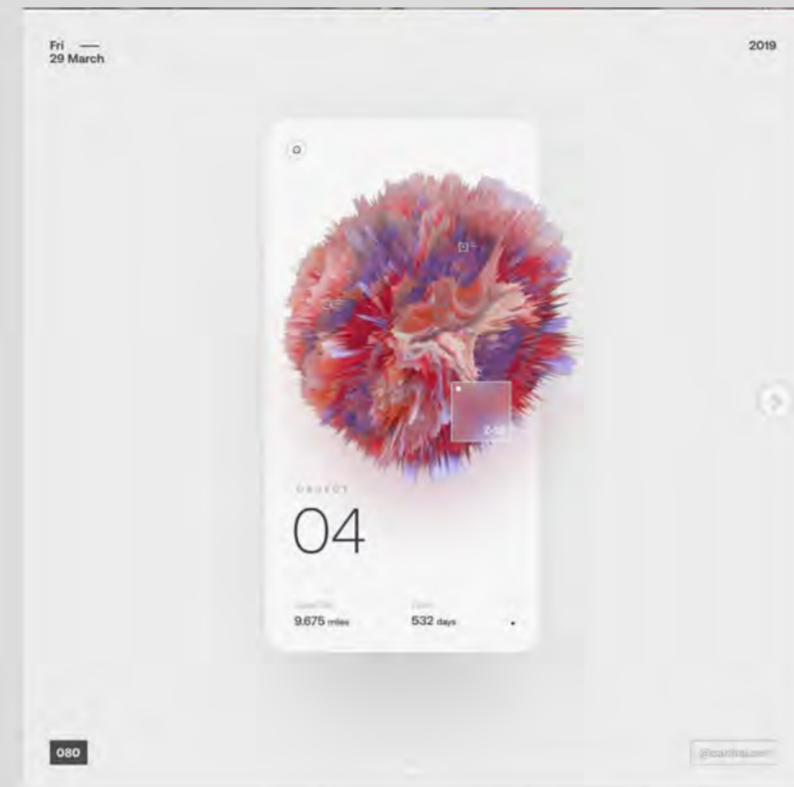 Fri —
29 March
2019
OBJECT
04
9.675 miles
532 days
080